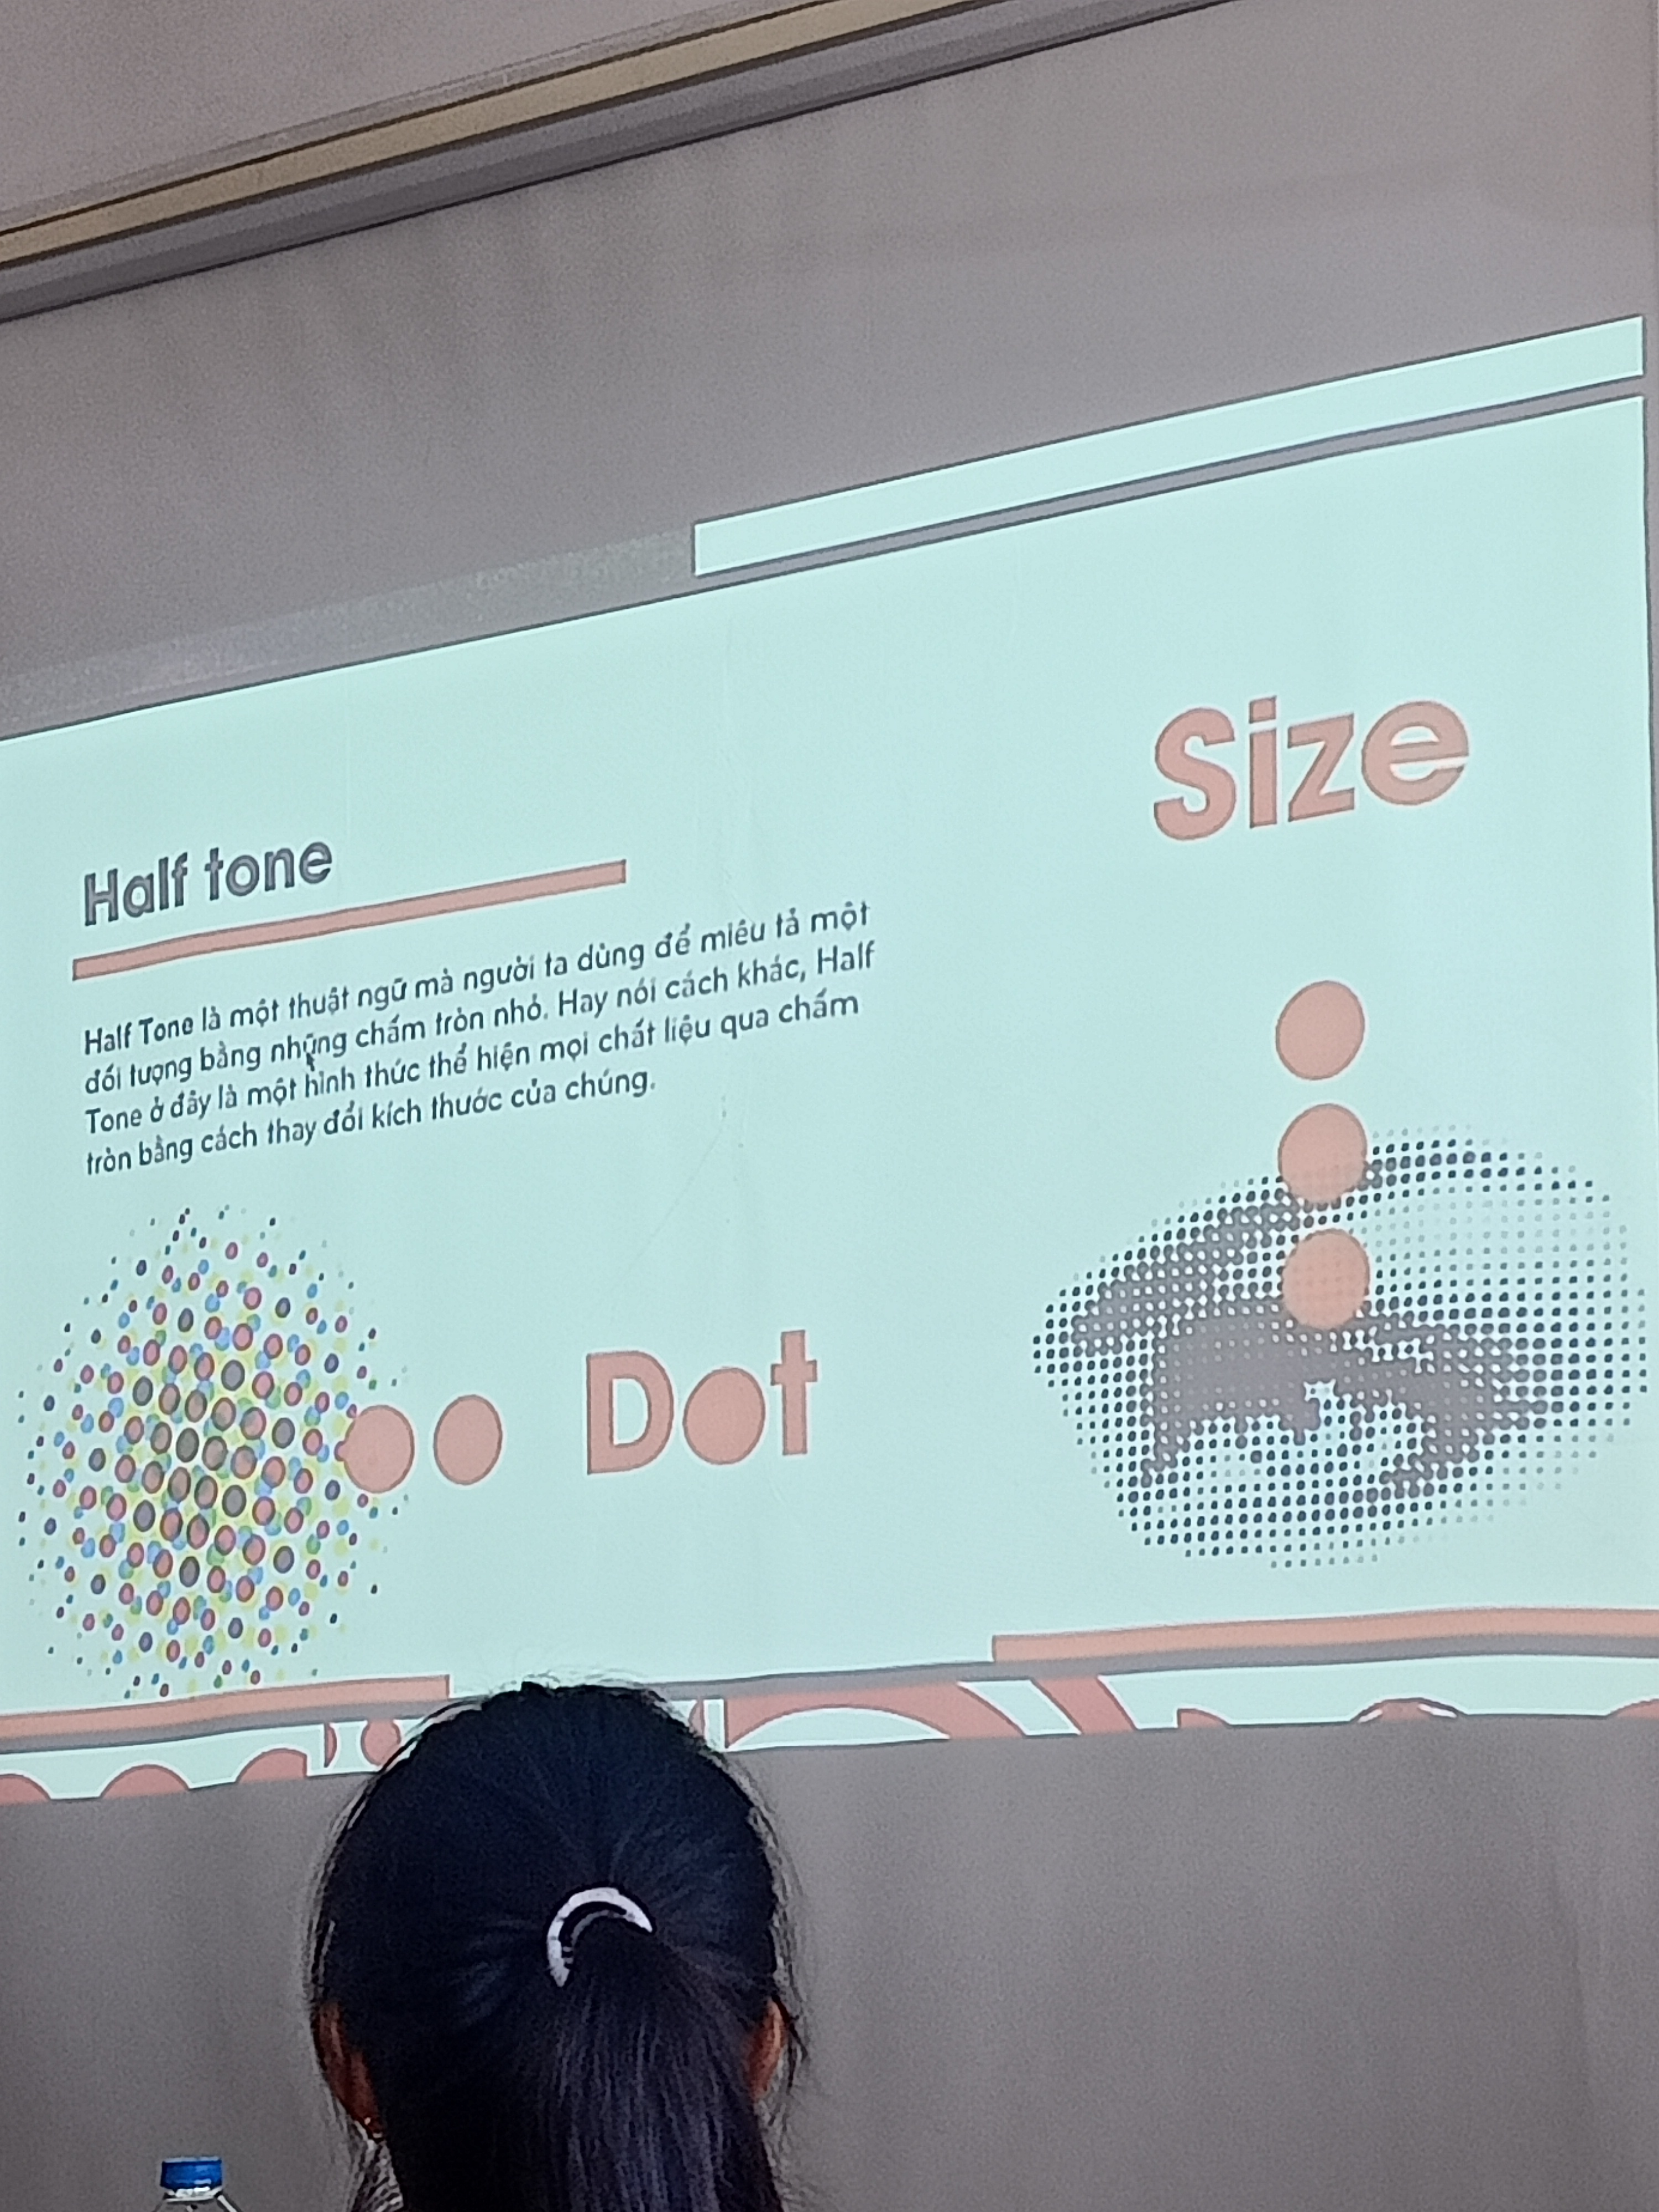 Size
Half tone
Half Tone là một thuật ngữ mà người ta dùng để miêu tả một
đối tượng bằng những chấm tròn nhỏ. Hay nói cách khác, Half
Tone ở đây là một hình thức thể hiện mọi chất liệu qua chấm
tròn bằng cách thay đổi kích thước của chúng.
Dot